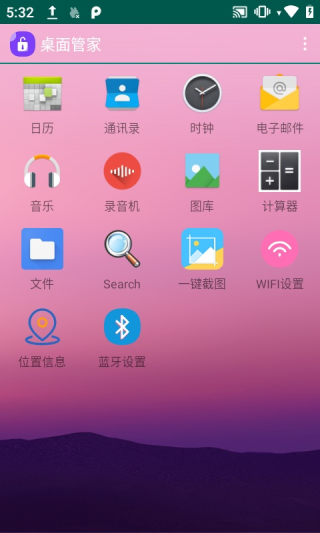 5:32
桌面管家
日历 通讯录 时钟 电子邮件
音乐 录音机 图库 计算器
文件 Search 一键截图 WIFI设置
位置信息 蓝牙设置